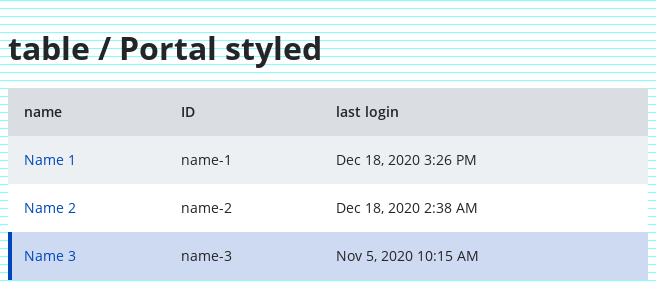 table / Portal styled
name ID last login
Name 1 name-1 Dec 18, 2020 3:26 PM
Name 2 name-2 Dec 18, 2020 2:38 AM
Name 3 name-3 Nov 5, 2020 10:15 AM